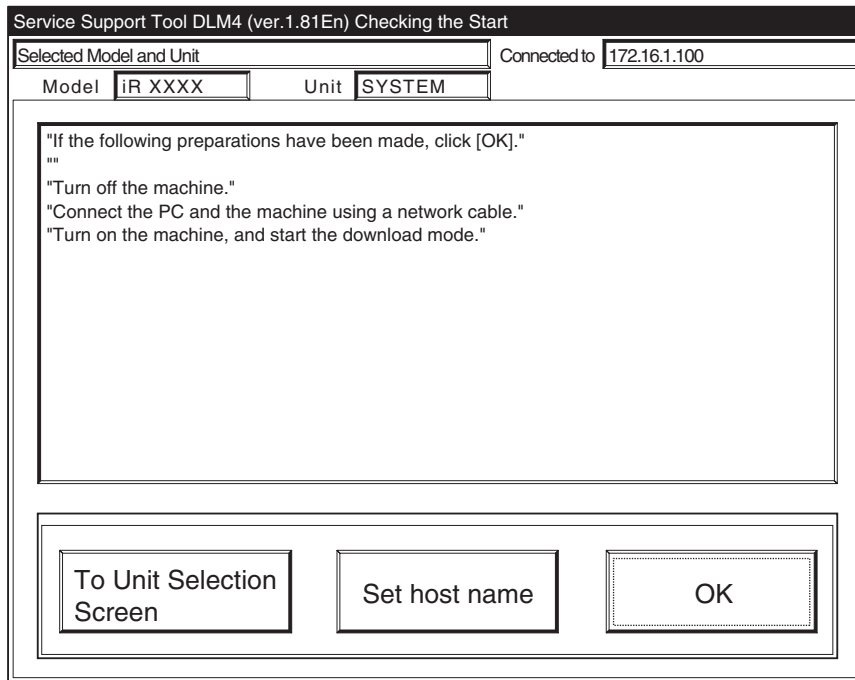 Service Support Tool DLM4 (ver.1.81En) Checking the Start
Selected Model and Unit Connected to 172.16.1.100
Model iR XXXX Unit SYSTEM
"If the following preparations have been made, click [OK]."
""
"Turn off the machine."
"Connect the PC and the machine using a network cable."
"Turn on the machine, and start the download mode."
To Unit Selection
Screen
Set host name
OK